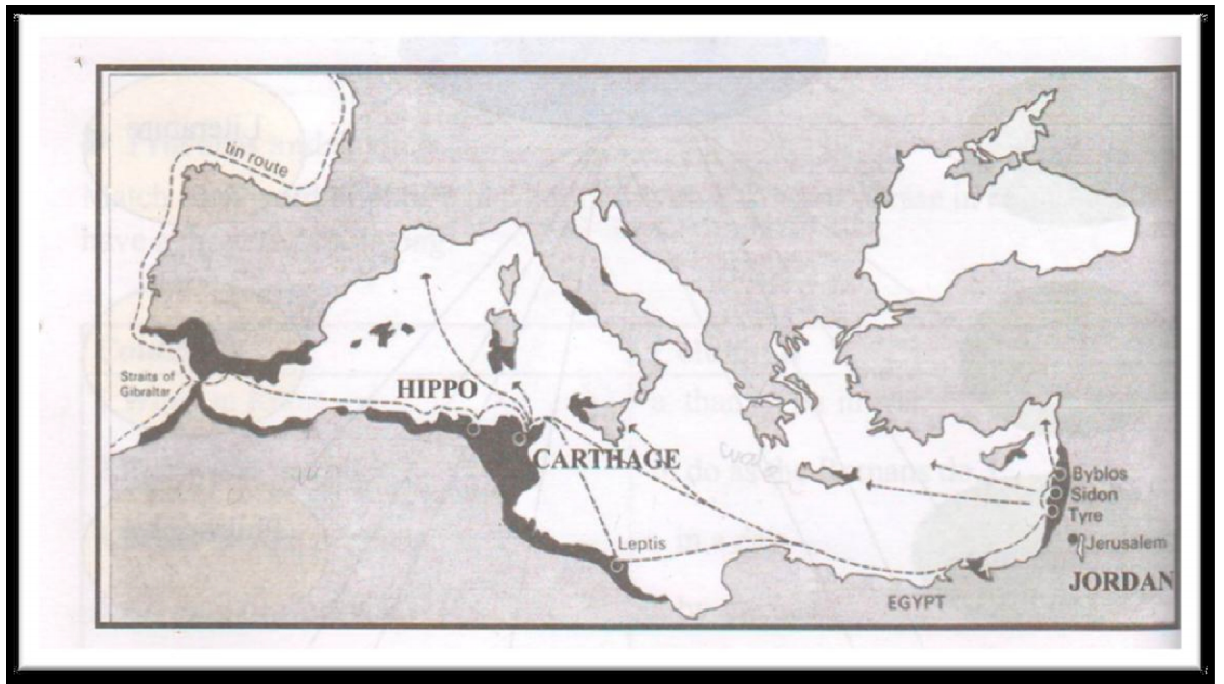 tin route
Straits of
Gibraltar
HIPPO
CARTHAGE
Leptis
Byblos
Sidon
Tyre
Jerusalem
JORDAN
EGYPT